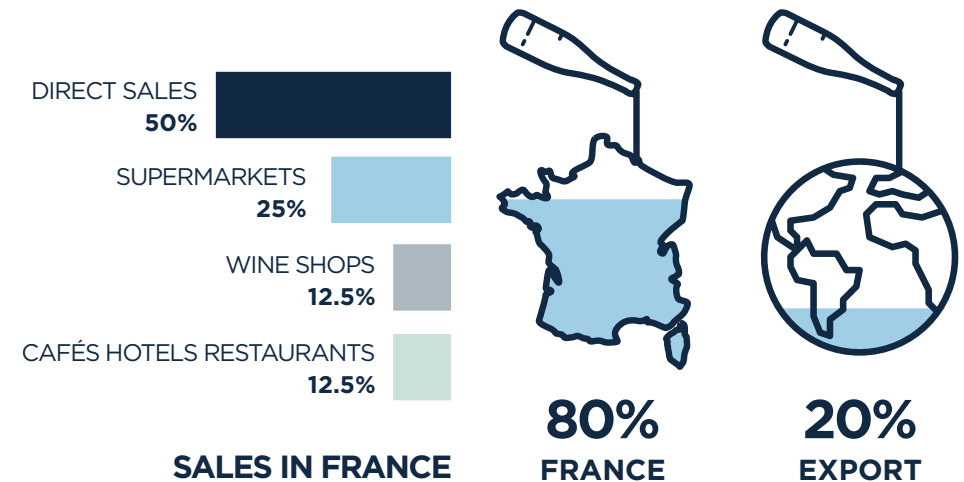 DIRECT SALES
50%
SUPERMARKETS
25%
WINE SHOPS
12.5%
CAFÉS HOTELS RESTAURANTS
12.5%
SALES IN FRANCE
80%
FRANCE
20%
EXPORT